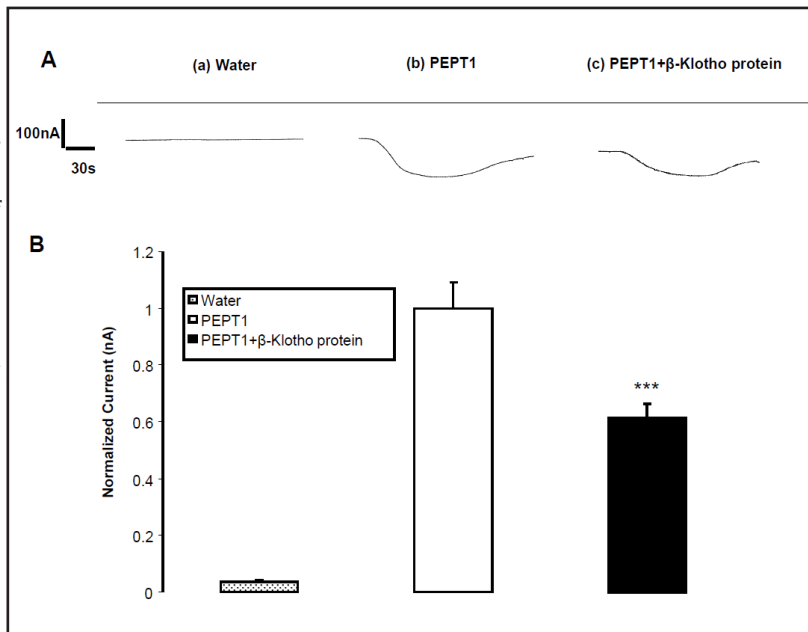 A
(a) Water
(b) PEPT1
(c) PEPT1+β-Klotho protein
100nA
30s
B
1.2
1
0.8
0.6
0.4
0.2
0
Normalized Current (nA)
Water
PEPT1
PEPT1+β-Klotho protein
***